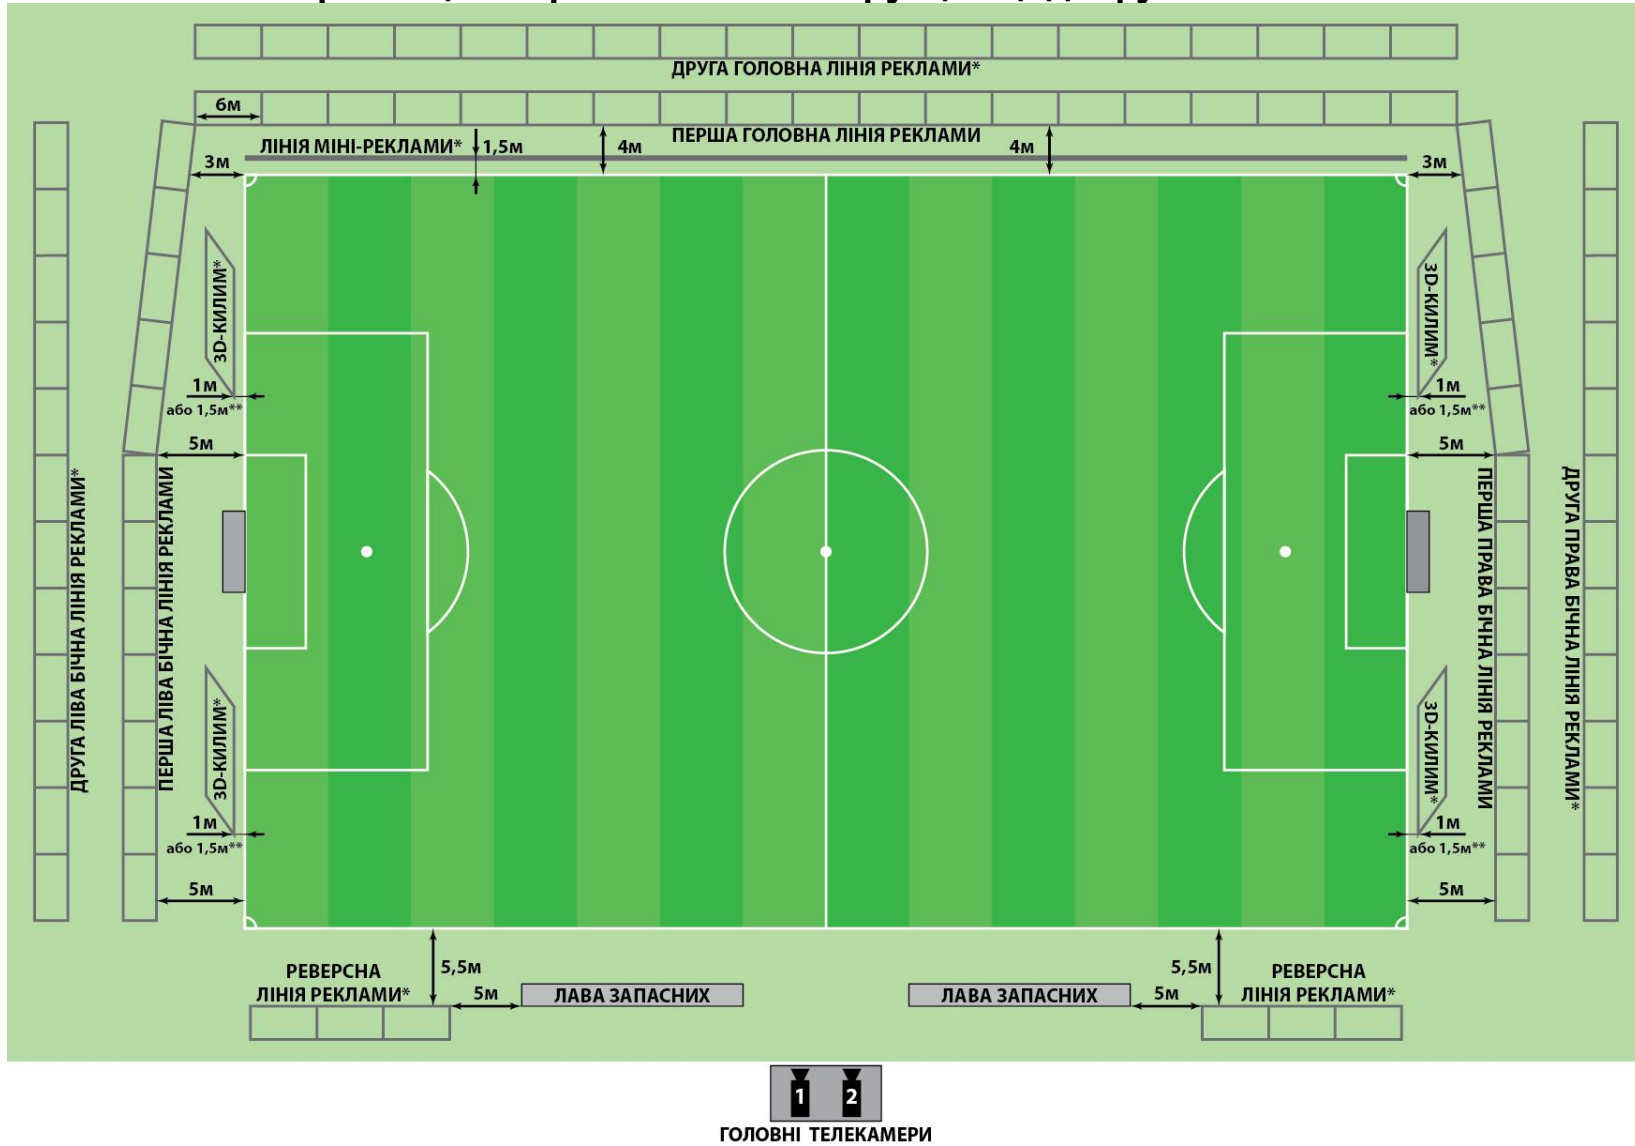 ДРУГА ГОЛОВНА ЛІНІЯ РЕКЛАМИ*
6м
ПЕРША ГОЛОВНА ЛІНІЯ РЕКЛАМИ
ЛІНІЯ МІНІ-РЕКЛАМИ*
1,5м
4м
4м
3м
3м
3D-КИЛИМ*
3D-КИЛИМ*
1м
або 1,5м**
1м
або 1,5м**
5м
5м
ДРУГА ЛІВА БІЧНА ЛІНІЯ РЕКЛАМИ*
ПЕРША ЛІВА БІЧНА ЛІНІЯ РЕКЛАМИ
ПЕРША ПРАВА БІЧНА ЛІНІЯ РЕКЛАМИ
ДРУГА ПРАВА БІЧНА ЛІНІЯ РЕКЛАМИ*
3D-КИЛИМ*
3D-КИЛИМ*
1м
або 1,5м**
1м
або 1,5м**
5м
5м
РЕВЕРСНА
ЛІНІЯ РЕКЛАМИ*
5,5м
5м
ЛАВА ЗАПАСНИХ
ЛАВА ЗАПАСНИХ
5м
5,5м
РЕВЕРСНА
ЛІНІЯ РЕКЛАМИ*
1
2
ГОЛОВНІ ТЕЛЕКАМЕРИ